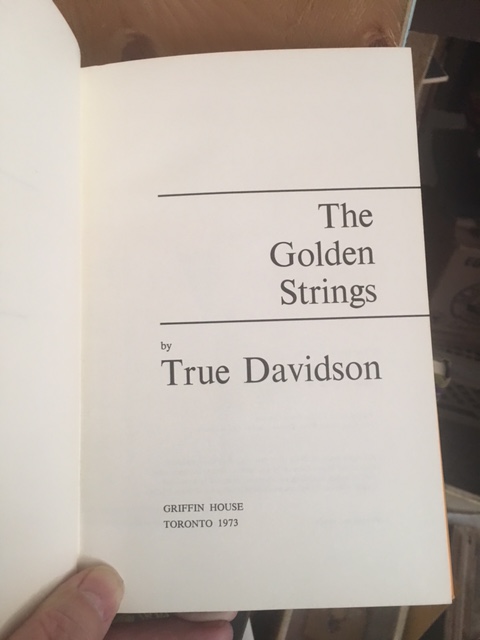 The
Golden
Strings
by
True Davidson
GRIFFIN HOUSE
TORONTO 1973